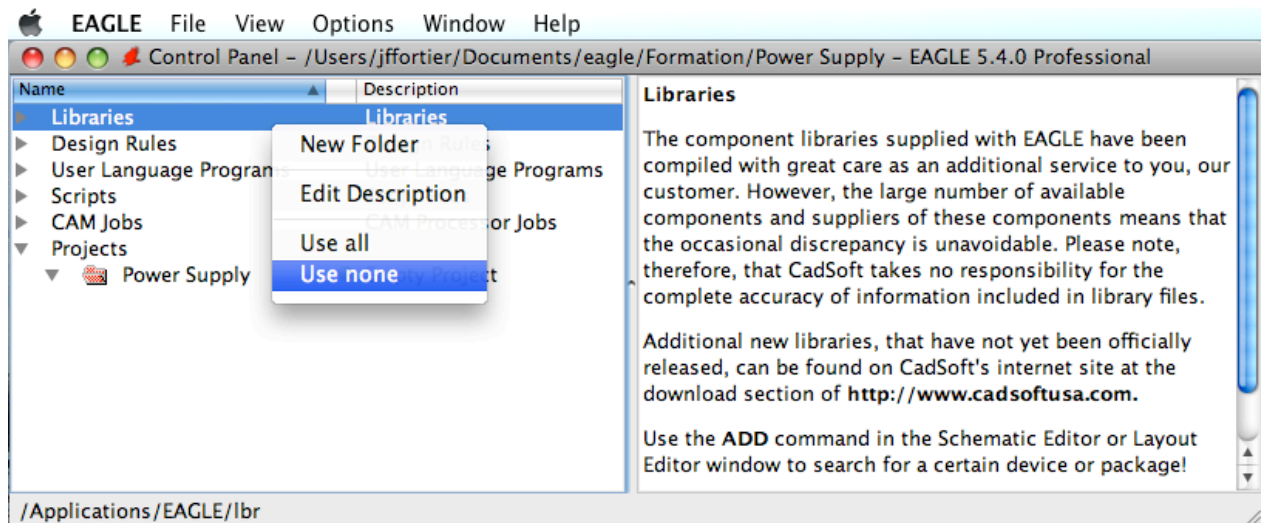 EAGLE File View Options Window Help
Control Panel – /Users/jffortier/Documents/eagle/Formation/Power Supply – EAGLE 5.4.0 Professional
Name Description
Libraries Libraries
Design Rules
User Language Programs User Language Programs
Scripts
CAM Jobs CAM Processor Jobs
Projects
Power Supply Empty Project
New Folder
Edit Description
Use all
Use none
Libraries
The component libraries supplied with EAGLE have been
compiled with great care as an additional service to you, our
customer. However, the large number of available
components and suppliers of these components means that
the occasional discrepancy is unavoidable. Please note,
therefore, that CadSoft takes no responsibility for the
complete accuracy of information included in library files.
Additional new libraries, that have not yet been officially
released, can be found on CadSoft's internet site at the
download section of http://www.cadsoftusa.com.
Use the ADD command in the Schematic Editor or Layout
Editor window to search for a certain device or package!
/Applications/EAGLE/lbr